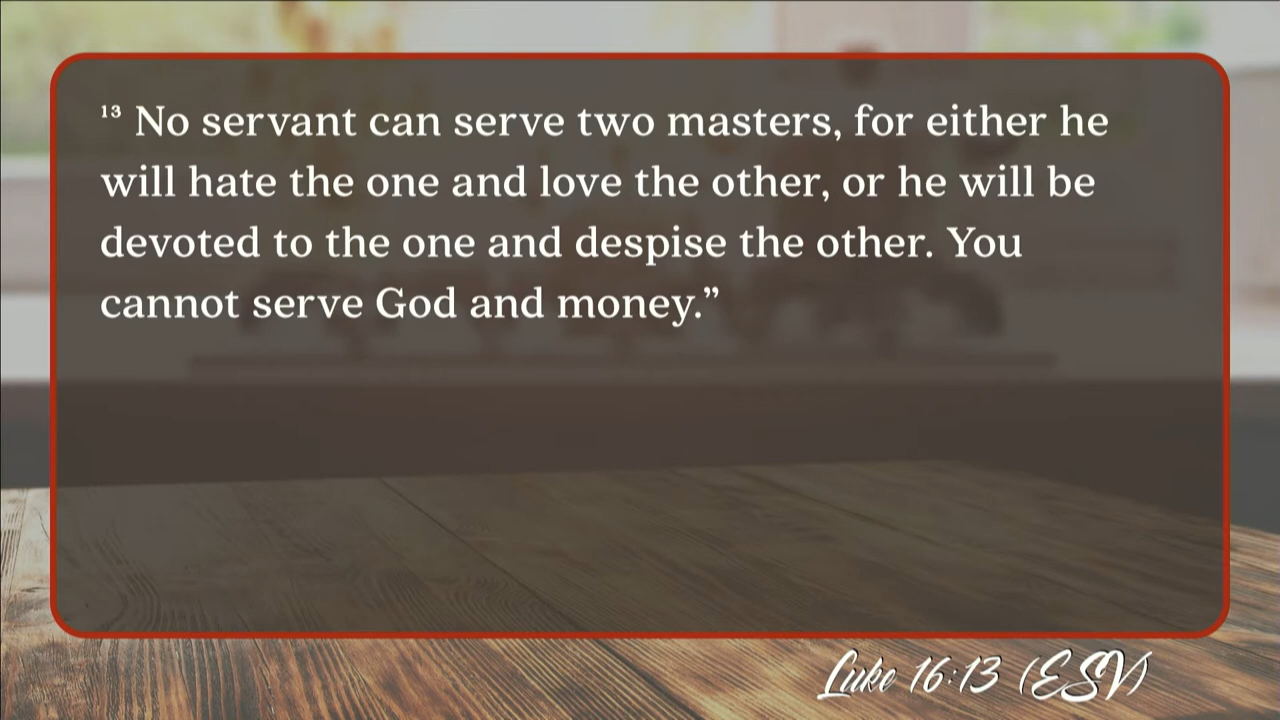 ¹³ No servant can serve two masters, for either he
will hate the one and love the other, or he will be
devoted to the one and despise the other. You
cannot serve God and money.”
Luke 16:13 (ESV)